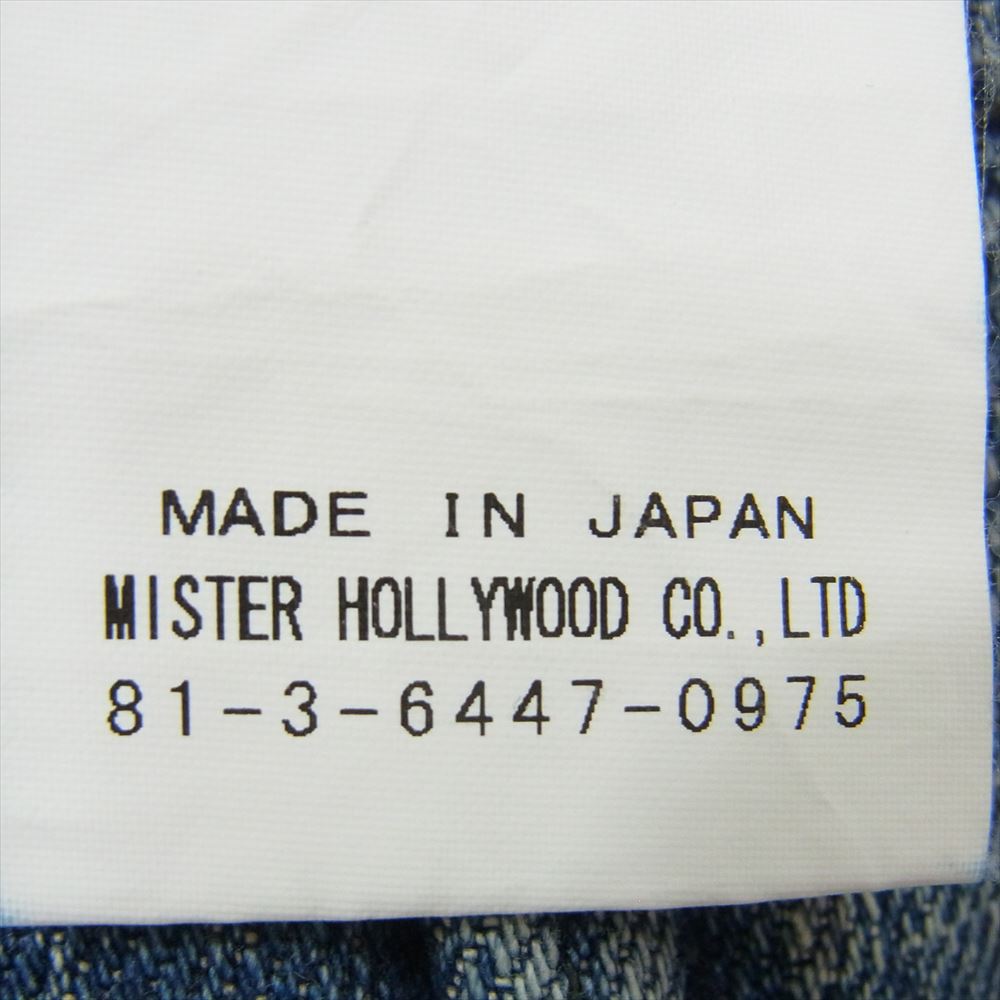 MADE IN JAPAN
MISTER HOLLYWOOD CO.,LTD
81-3-6447-0975